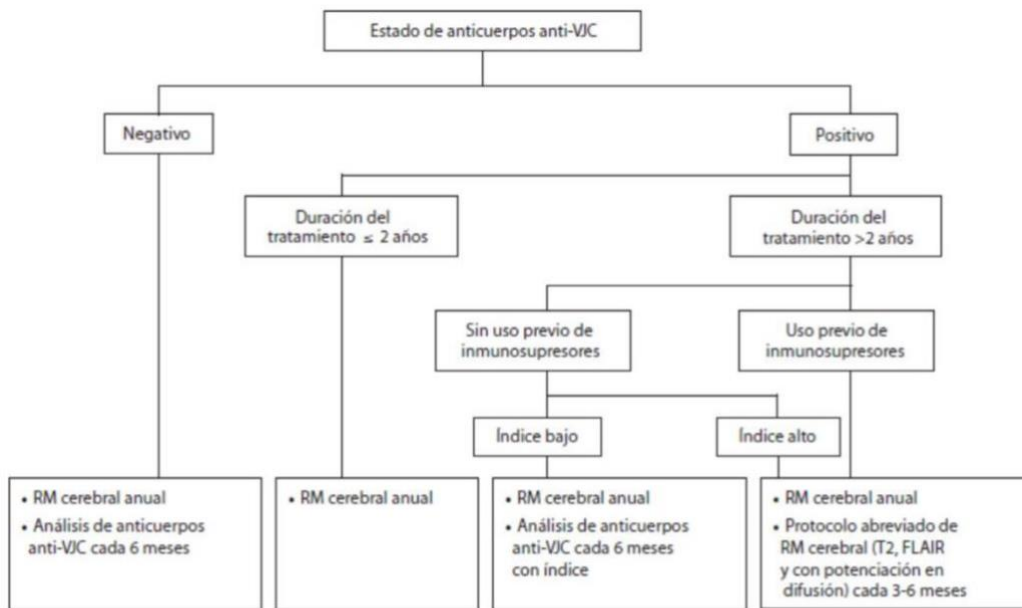 Estado de anticuerpos anti-VJC
Negativo
Positivo
Duración del
tratamiento ≤ 2 años
Duración del
tratamiento >2 años
Sin uso previo de
inmunosupresores
Uso previo de
inmunosupresores
Índice bajo
Índice alto
• RM cerebral anual
• Análisis de anticuerpos
anti-VJC cada 6 meses
• RM cerebral anual
• RM cerebral anual
• Análisis de anticuerpos
anti-VJC cada 6 meses
con índice
• RM cerebral anual
• Protocolo abreviado de
RM cerebral (T2, FLAIR
y con potenciación en
difusión) cada 3-6 meses